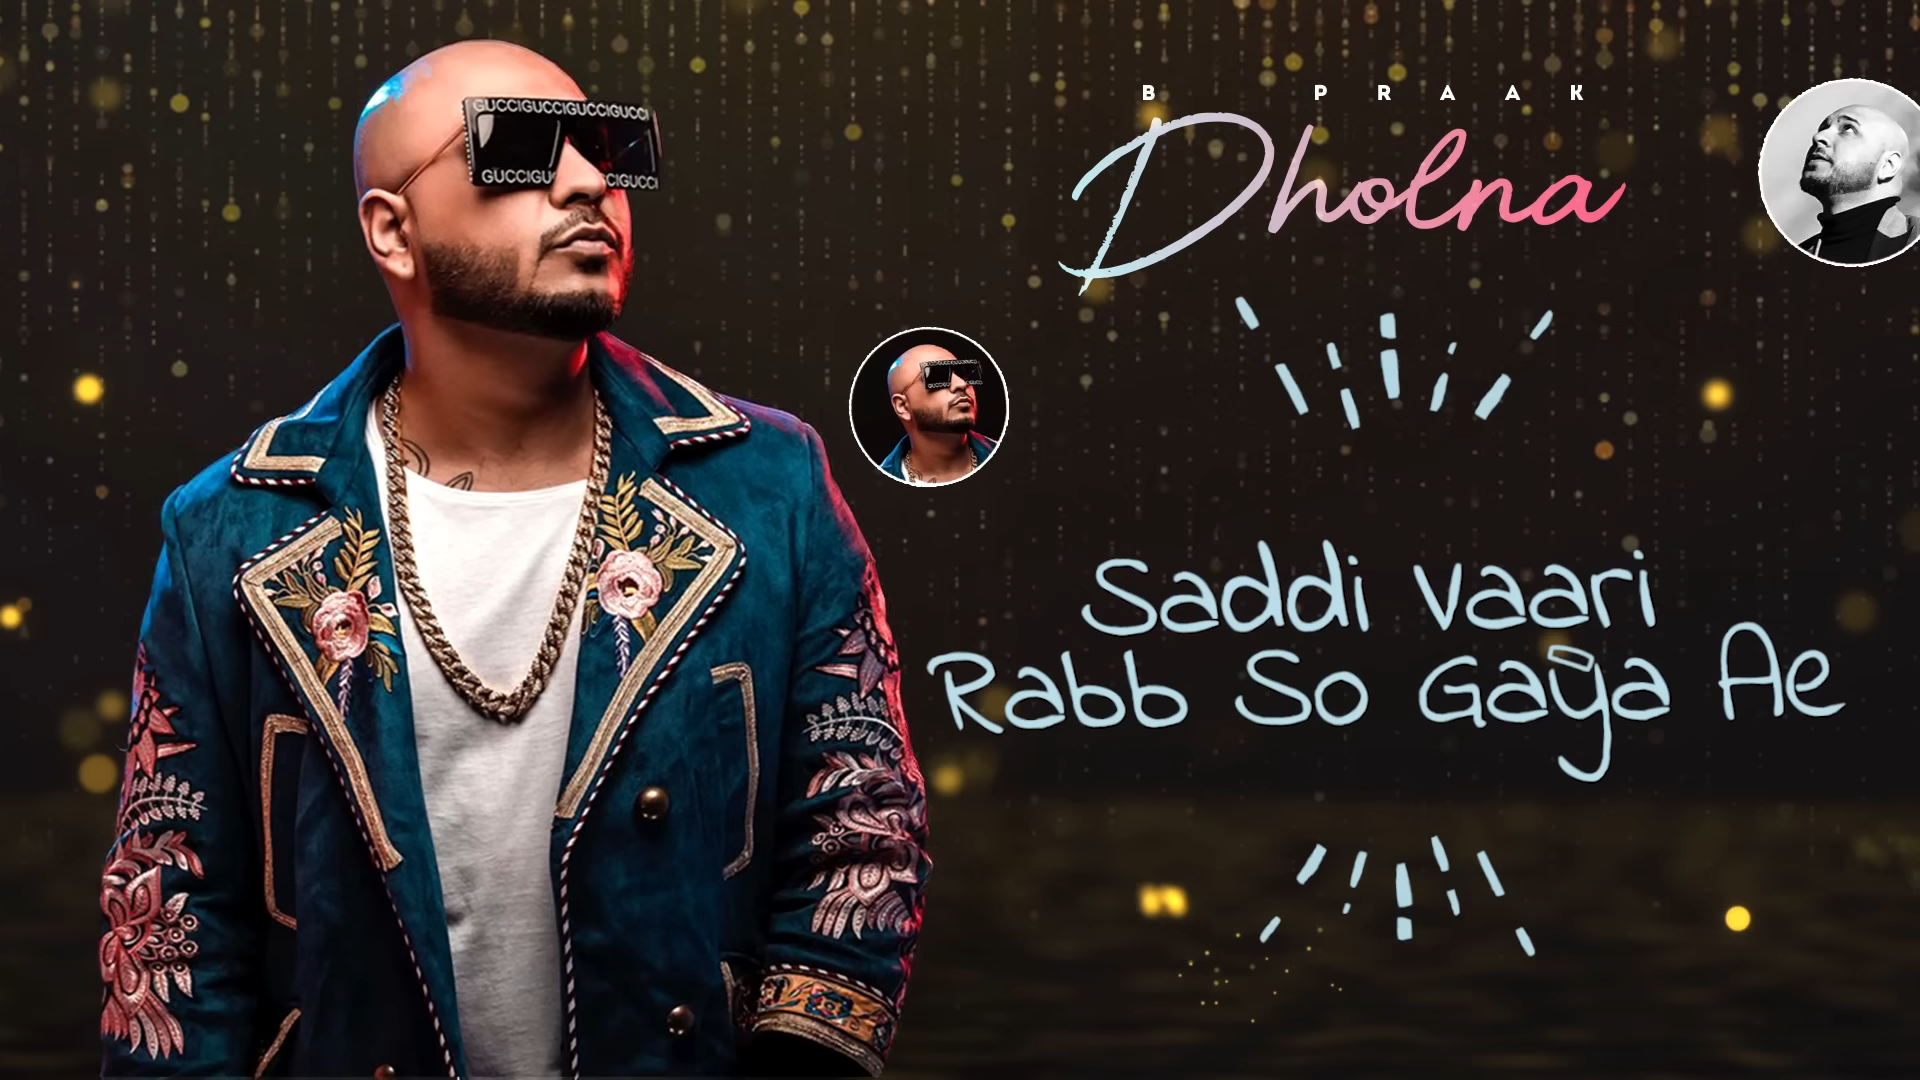 GUCCIGUCCIGUCCIGUCCI
B PRAAK
Dholna
Saddi vaari
Rabb So Gaya Ae